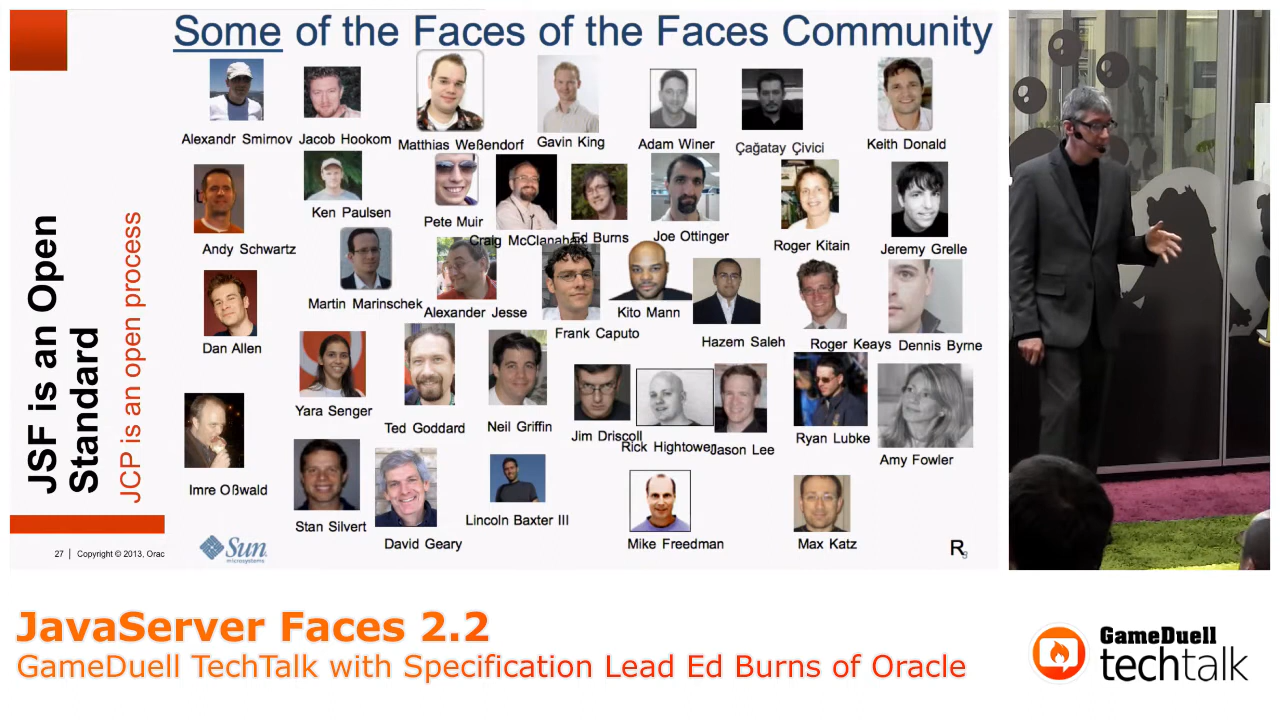 Some of the Faces of the Faces Community
JSF is an Open
Standard
JCP is an open process
Alexandr Smirnov
Jacob Hookom
Matthias Weßendorf
Gavin King
Adam Winer
Çağatay Çivici
Keith Donald
Andy Schwartz
Ken Paulsen
Pete Muir
Craig McClanahan
Ed Burns
Joe Ottinger
Roger Kitain
Jeremy Grelle
Dan Allen
Martin Marinschek
Alexander Jesse
Frank Caputo
Kito Mann
Hazem Saleh
Roger Keays
Dennis Byrne
Yara Senger
Ted Goddard
Neil Griffin
Jim Driscoll
Rick Hightower
Jason Lee
Ryan Lubke
Amy Fowler
Imre Oßwald
Stan Silvert
David Geary
Lincoln Baxter III
Mike Freedman
Max Katz
27 | Copyright © 2013, Orac
Sun
microsystems
JavaServer Faces 2.2
GameDuell TechTalk with Specification Lead Ed Burns of Oracle
GameDuell
techtalk